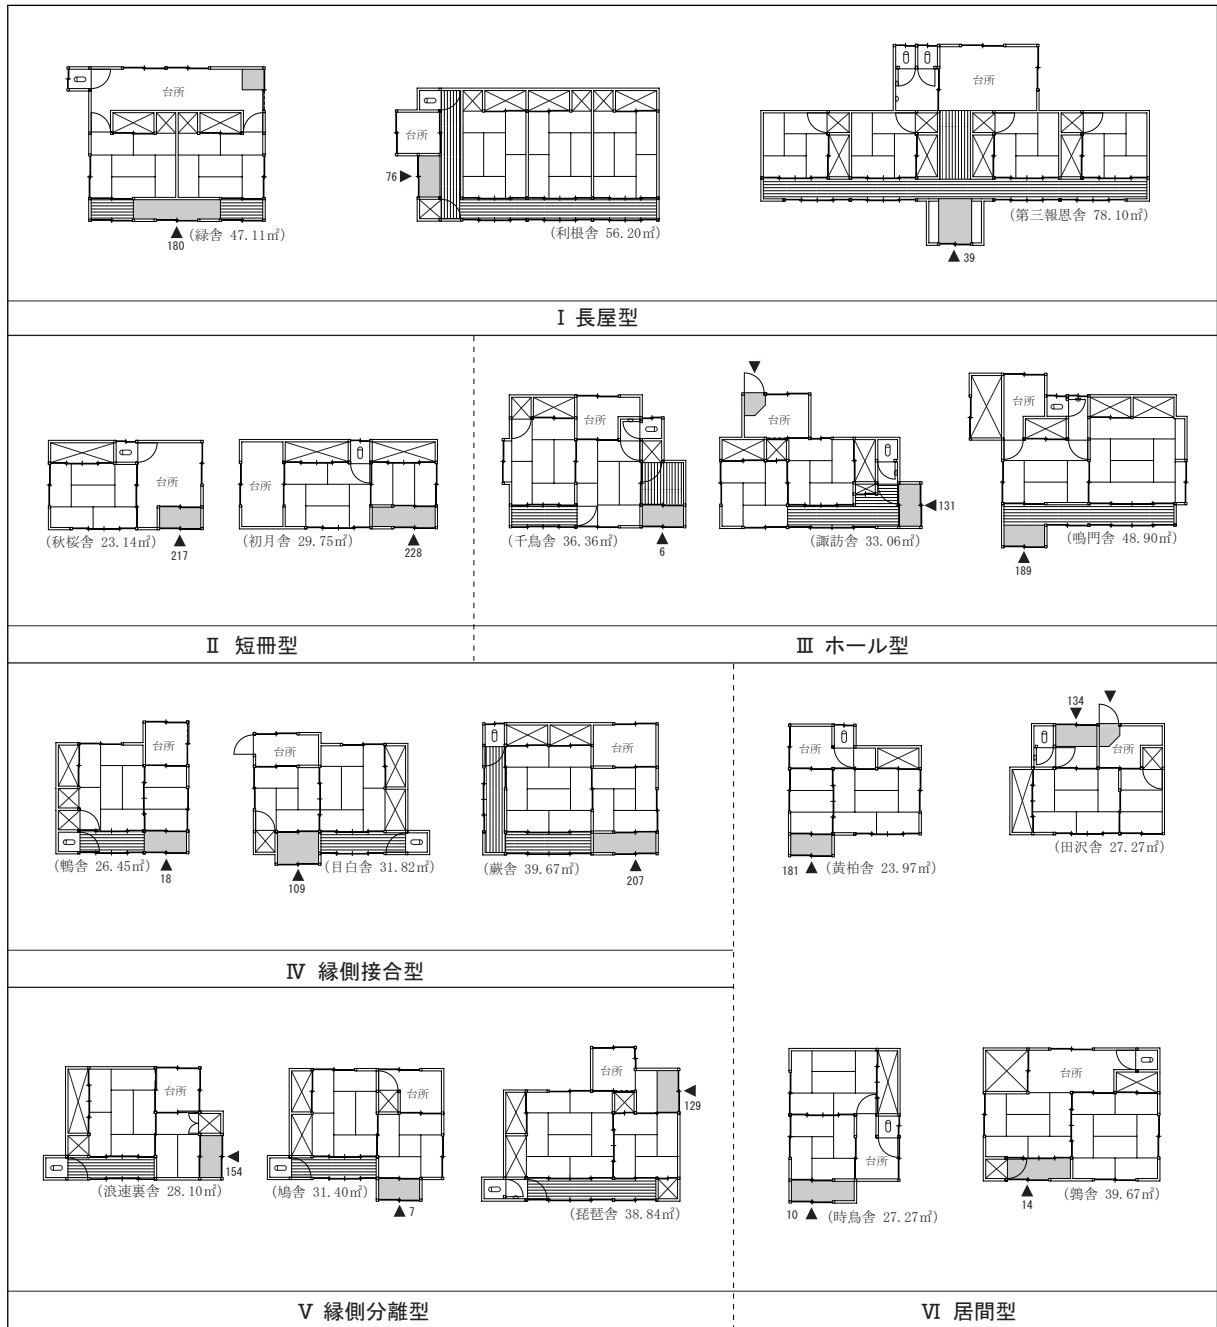 台所
180
(緑舎 47.11㎡)
台所
76
(利根舎 56.20㎡)
台所
39
(第三報恩舎 78.10㎡)
Ⅰ 長屋型
台所
(秋桜舎 23.14㎡)
217
台所
(初月舎 29.75㎡)
228
台所
(千鳥舎 36.36㎡)
6
台所
131
(諏訪舎 33.06㎡)
台所
(鳴門舎 48.90㎡)
189
Ⅱ 短冊型
Ⅲ ホール型
台所
(鴨舎 26.45㎡)
18
台所
(目白舎 31.82㎡)
109
台所
(蕨舎 39.67㎡)
207
台所
181
(黄柏舎 23.97㎡)
134
台所
(田沢舎 27.27㎡)
Ⅳ 縁側接合型
台所
154
(浪速裏舎 28.10㎡)
台所
(鳩舎 31.40㎡)
7
台所
129
(琵琶舎 38.84㎡)
台所
10
(時鳥舎 27.27㎡)
台所
14
(鶉舎 39.67㎡)
Ⅴ 縁側分離型
Ⅵ 居間型